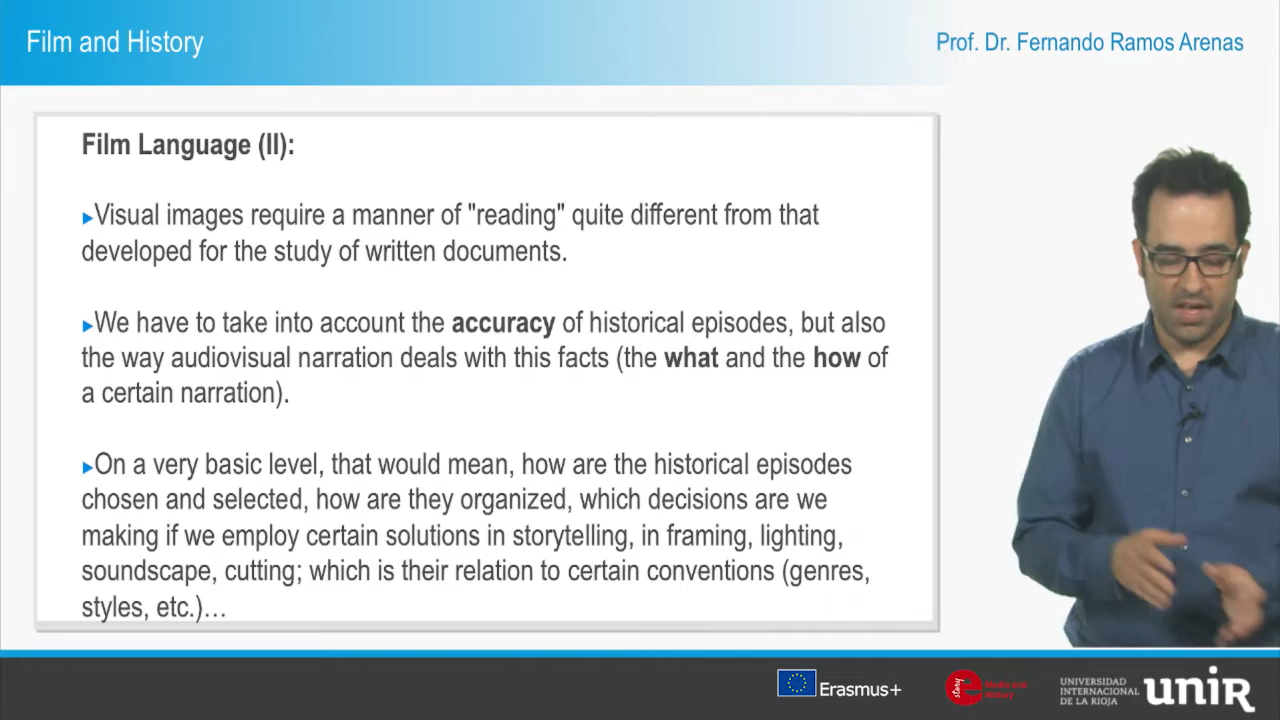 Film and History
Prof. Dr. Fernando Ramos Arenas
Film Language (II):
▶Visual images require a manner of "reading" quite different from that
developed for the study of written documents.
▶We have to take into account the accuracy of historical episodes, but also
the way audiovisual narration deals with this facts (the what and the how of
a certain narration).
▶On a very basic level, that would mean, how are the historical episodes
chosen and selected, how are they organized, which decisions are we
making if we employ certain solutions in storytelling, in framing, lighting,
soundscape, cutting; which is their relation to certain conventions (genres,
styles, etc.)…
Erasmus+
e story
Media and
History
UNIVERSIDAD
INTERNACIONAL
DE LA RIOJA
unir